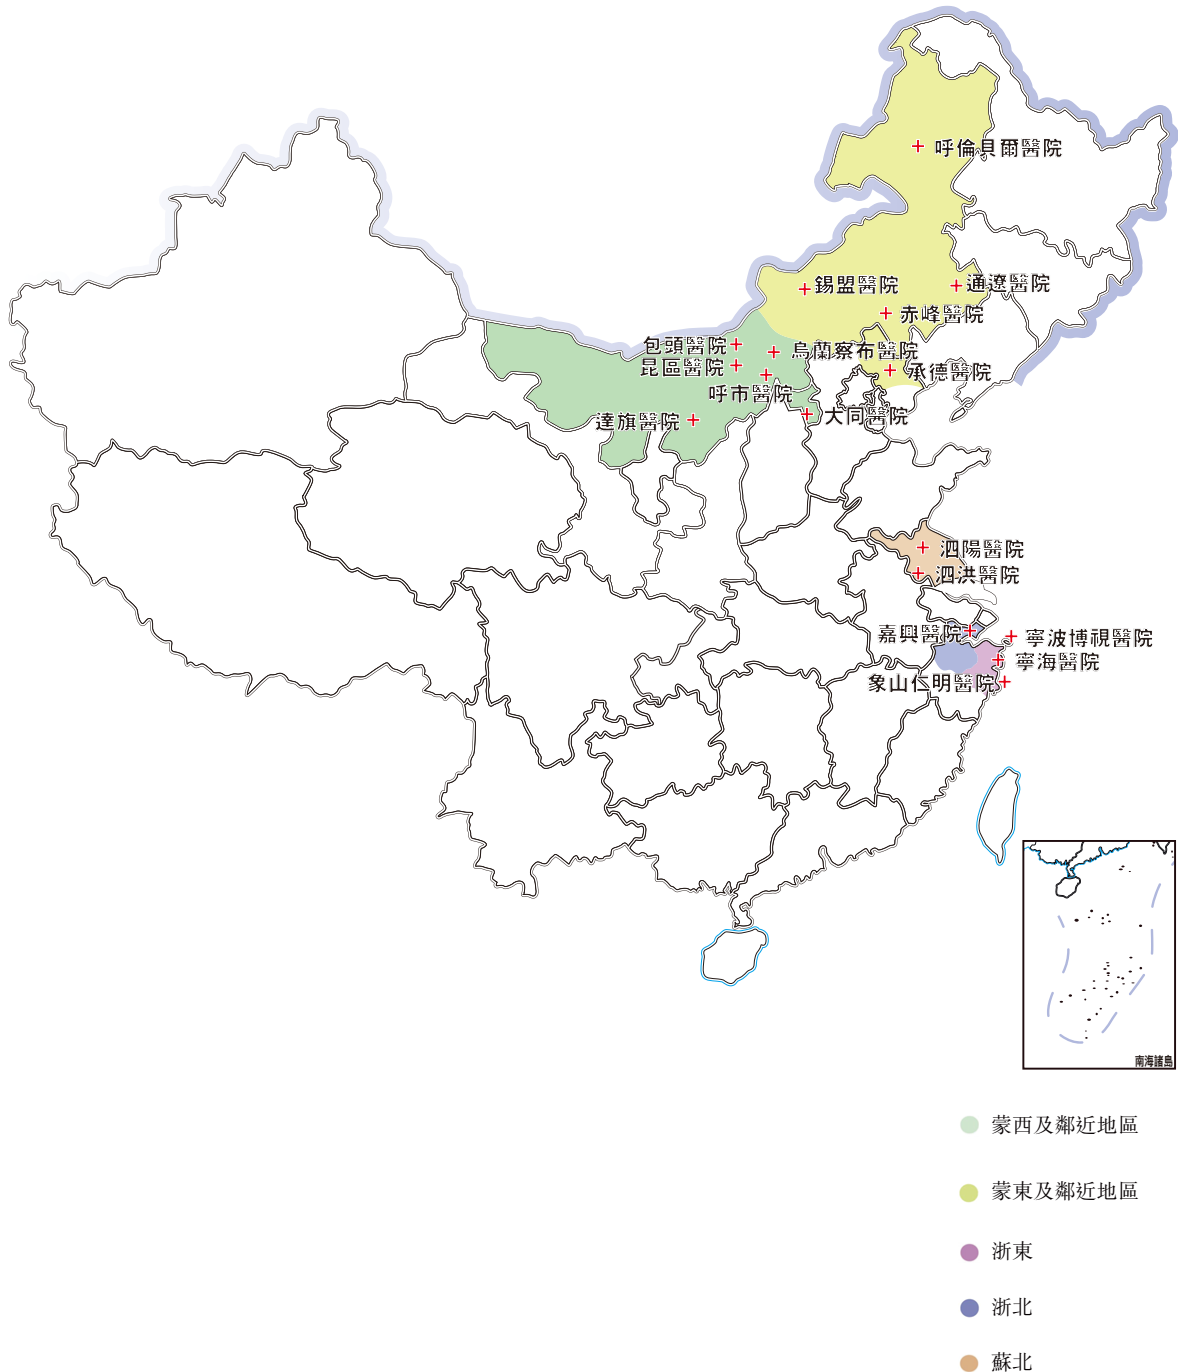 呼倫貝爾醫院
錫盟醫院
通遼醫院
赤峰醫院
包頭醫院
烏蘭察布醫院
昆區醫院
承德醫院
呼市醫院
達旗醫院
大同醫院
泗陽醫院
泗洪醫院
嘉興醫院
寧波博視醫院
寧海醫院
象山仁明醫院
南海諸島
蒙西及鄰近地區
蒙東及鄰近地區
浙東
浙北
蘇北